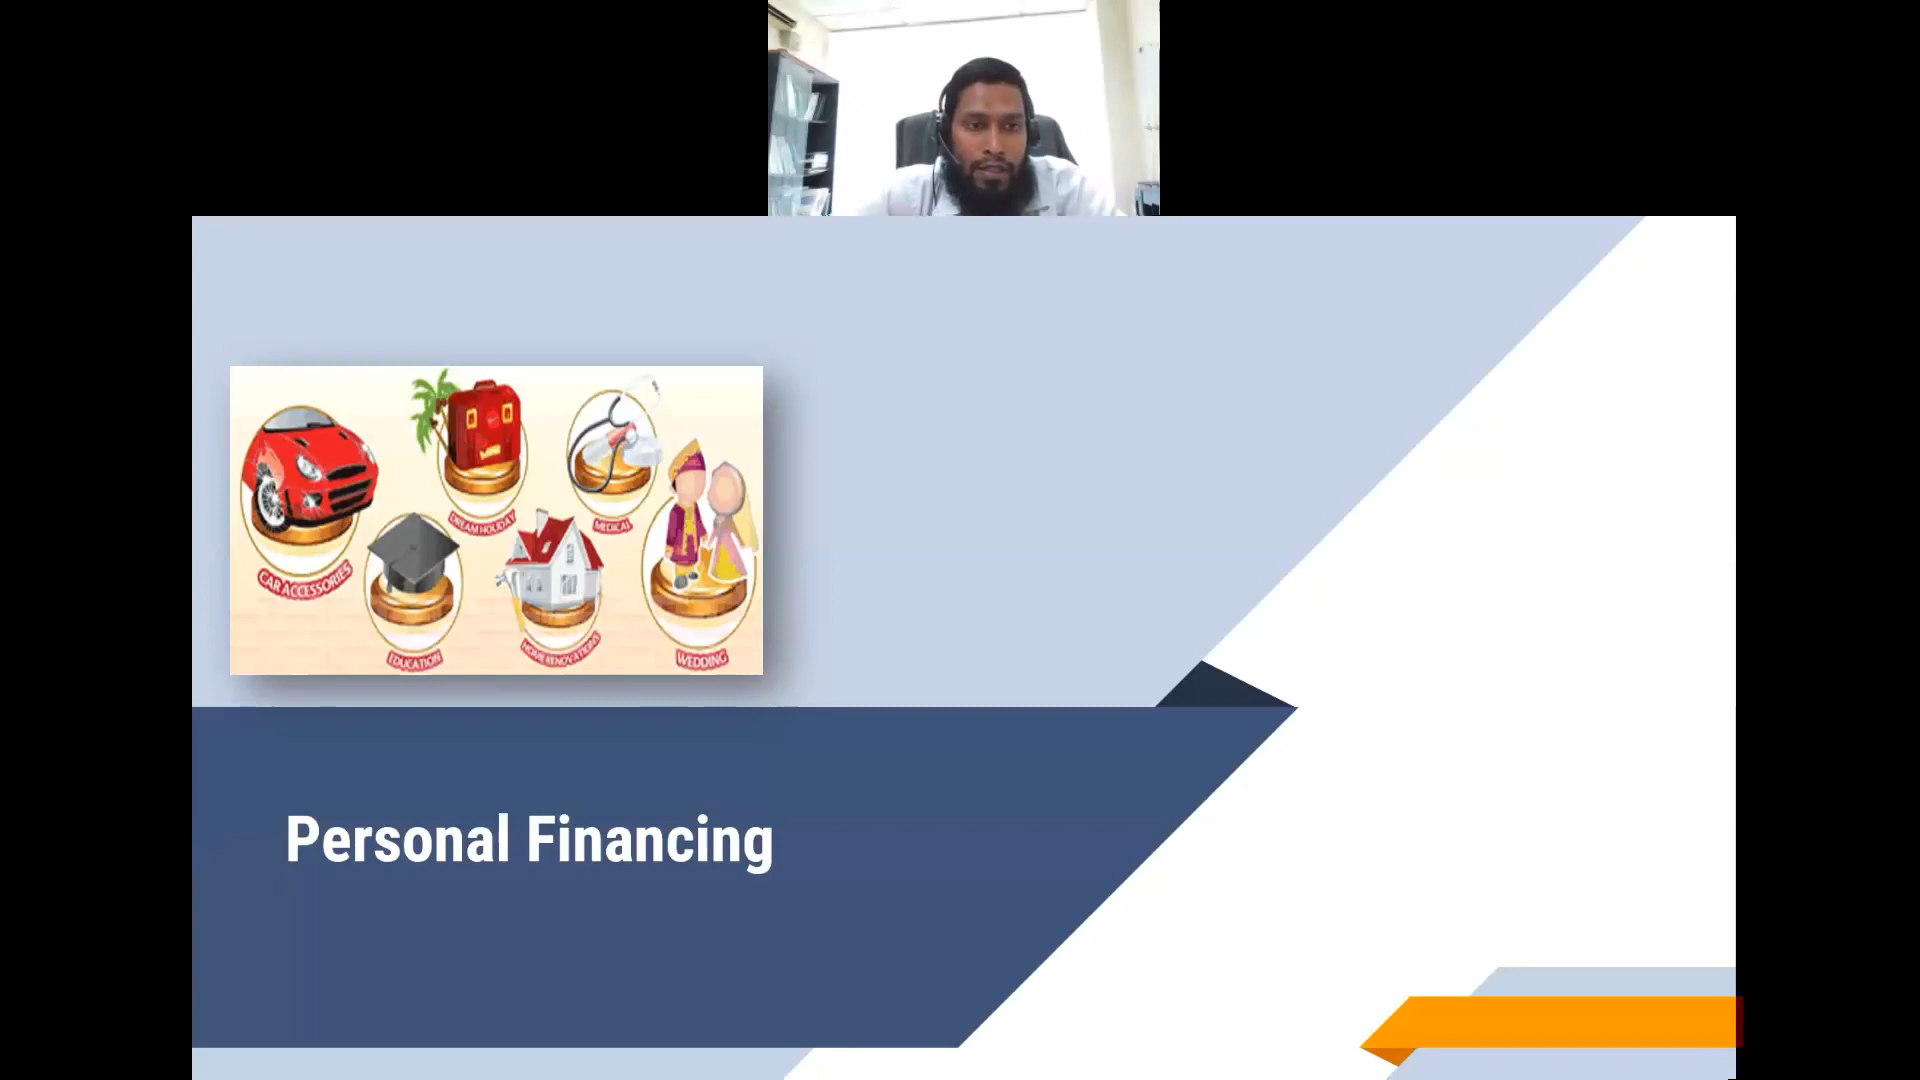 DREAM HOLIDAY
MEDICAL
CAR ACCESSORIES
EDUCATION
HOME RENOVATIONS
WEDDING
Personal Financing